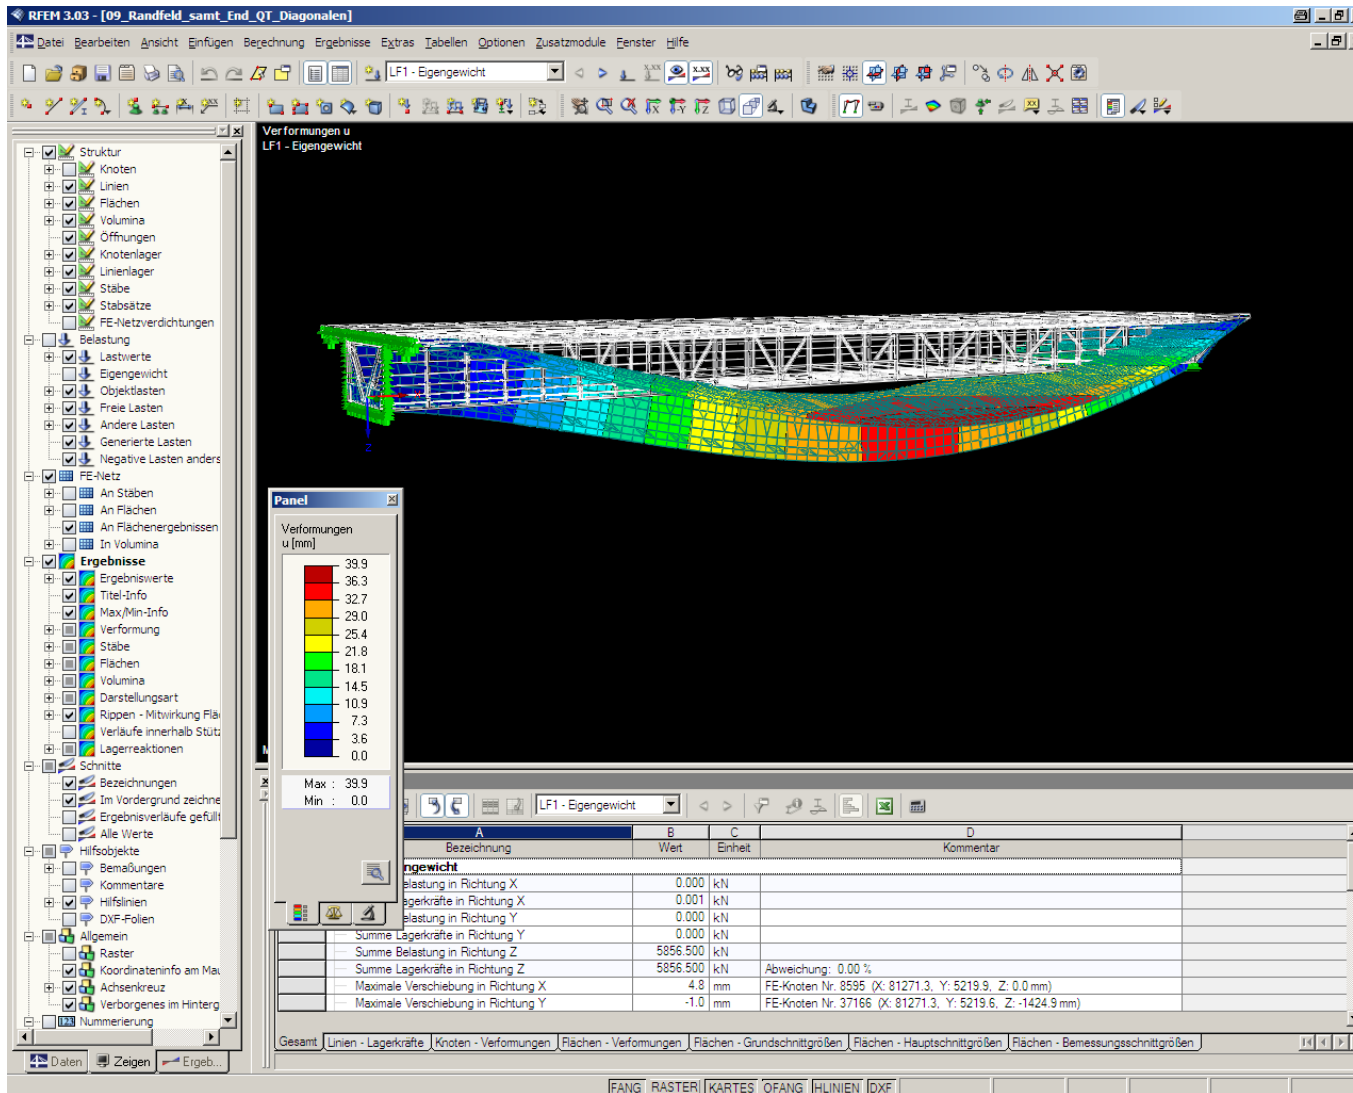 RFEM 3.03 - [09_Randfeld_samt_End_QT_Diagonalen]
Datei Bearbeiten Ansicht Einfügen Berechnung Ergebnisse Extras Tabellen Optionen Zusatzmodule Fenster Hilfe
LF1 - Eigengewicht
Struktur
Knoten
Linien
Flächen
Volumina
Öffnungen
Knotenlager
Linienlager
Stäbe
Stabsätze
FE-Netzverdichtungen
Belastung
Lastwerte
Eigengewicht
Objektlasten
Freie Lasten
Andere Lasten
Generierte Lasten
Negative Lasten anders
FE-Netz
An Stäben
An Flächen
An Flächenergebnissen
In Volumina
Ergebnisse
Ergebniswerte
Titel-Info
Max/Min-Info
Verformung
Stäbe
Flächen
Volumina
Darstellungsart
Rippen - Mitwirkung Flä
Verläufe innerhalb Stütz
Lagerreaktionen
Schnitte
Bezeichnungen
Im Vordergrund zeichne
Ergebnisverläufe gefüllt
Alle Werte
Hilfsobjekte
Bemaßungen
Kommentare
Hilfslinien
DXF-Folien
Allgemein
Raster
Koordinateninfo am Mau
Achsenkreuz
Verborgenes im Hinterg
Nummerierung
Daten Zeigen Ergeb...
Verformungen u
LF1 - Eigengewicht
Z
Panel
Verformungen
u [mm]
39.9
36.3
32.7
29.0
25.4
21.8
18.1
14.5
10.9
7.3
3.6
0.0
Max : 39.9
Min : 0.0
LF1 - Eigengewicht
A B C D
Bezeichnung Wert Einheit Kommentar
engewicht
elastung in Richtung X 0.000 kN
agerkräfte in Richtung X 0.001 kN
elastung in Richtung Y 0.000 kN
Summe Lagerkräfte in Richtung Y 0.000 kN
Summe Belastung in Richtung Z 5856.500 kN
Summe Lagerkräfte in Richtung Z 5856.500 kN Abweichung: 0.00 %
Maximale Verschiebung in Richtung X 4.8 mm FE-Knoten Nr. 8595 (X: 81271.3, Y: 5219.9, Z: 0.0 mm)
Maximale Verschiebung in Richtung Y -1.0 mm FE-Knoten Nr. 37166 (X: 81271.3, Y: 5219.6, Z: -1424.9 mm)
Gesamt Linien - Lagerkräfte Knoten - Verformungen Flächen - Verformungen Flächen - Grundschnittgrößen Flächen - Hauptschnittgrößen Flächen - Bemessungsschnittgrößen
FANG RASTER KARTES OFANG HLINIEN DXF